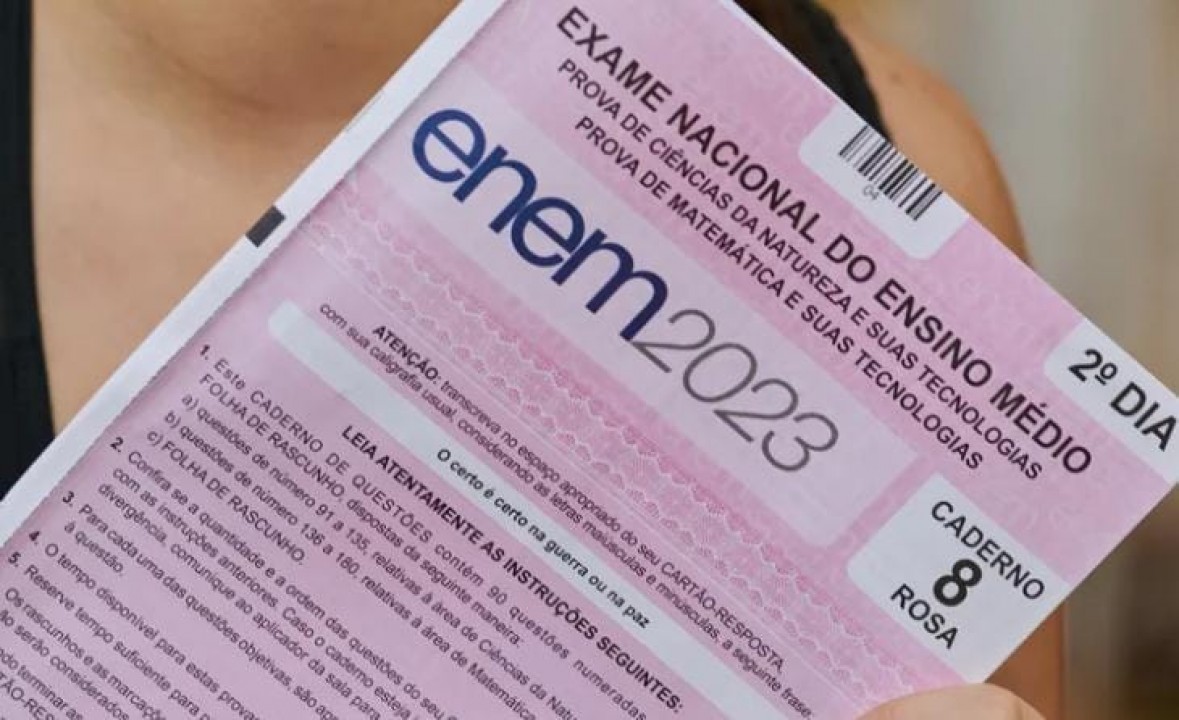 EXAME NACIONAL DO ENSINO MÉDIO
PROVA DE CIÊNCIAS DA NATUREZA E SUAS TECNOLOGIAS
PROVA DE MATEMÁTICA E SUAS TECNOLOGIAS
04
2º DIA
enem2023
CADERNO
8
ROSA
ATENÇÃO: transcreva no espaço apropriado do seu CARTÃO-RESPOSTA
com sua caligrafia usual, considerando as letras maiúsculas e minúsculas, a seguinte frase:
O certo é certo na guerra ou na paz
LEIA ATENTAMENTE AS INSTRUÇÕES SEGUINTES:
1. Este CADERNO DE QUESTÕES contém 90 questões numeradas
FOLHA DE RASCUNHO, dispostas da seguinte maneira:
a) questões de número 91 a 135, relativas à área de Ciências da
b) questões de número 136 a 180, relativas à área de
c) FOLHA DE RASCUNHO.
2. Confira se a quantidade e a ordem das questões do seu
com as instruções anteriores. Caso o caderno esteja
divergência, comunique ao aplicador da sala para
3. Para cada uma das questões objetivas, são
à questão.
4. O tempo disponível para estas
5. Reserve tempo suficiente para
Os rascunhos e as
serão considerados
terminar as